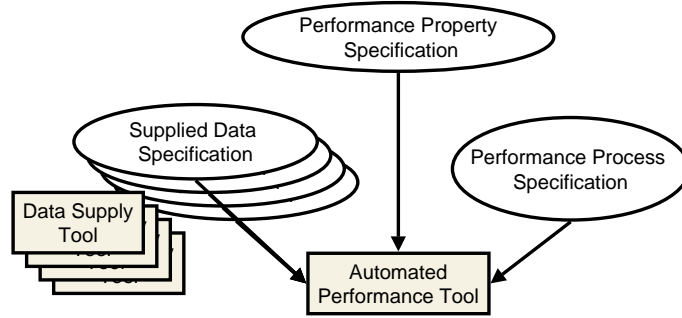 Performance Property
Specification
Supplied Data
Specification
Performance Process
Specification
Data Supply
Tool
Automated
Performance Tool